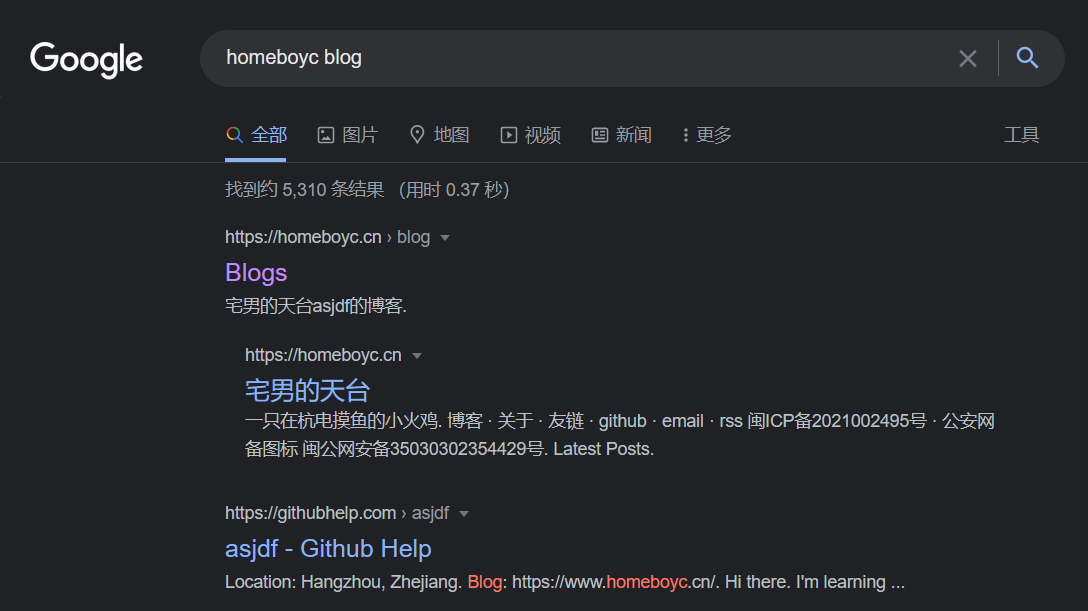 Google
homeboyc blog
全部 图片 地图 视频 新闻 更多 工具
找到约 5,310 条结果 （用时 0.37 秒）
https://homeboyc.cn › blog
Blogs
宅男的天台asjdf的博客.
https://homeboyc.cn
宅男的天台
一只在杭电摸鱼的小火鸡. 博客 · 关于 · 友链 · github · email · rss 闽ICP备2021002495号 · 公安网
备图标 闽公网安备35030302354429号. Latest Posts.
https://githubhelp.com › asjdf
asjdf - Github Help
Location: Hangzhou, Zhejiang. Blog: https://www.homeboyc.cn/. Hi there. I'm learning ...